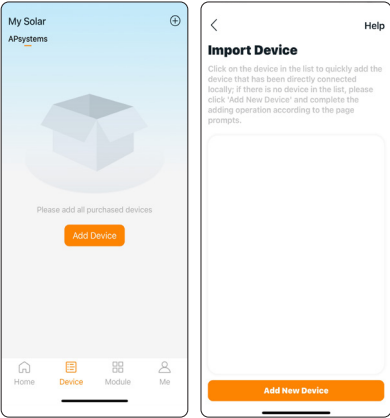 My Solar
APsystems
Please add all purchased devices
Add Device
Home
Device
Module
Me
Help
Import Device
Click on the device in the list to quickly add the
device that has been directly connected
locally; if there is no device in the list, please
click 'Add New Device' and complete the
adding operation according to the page
prompts.
Add New Device